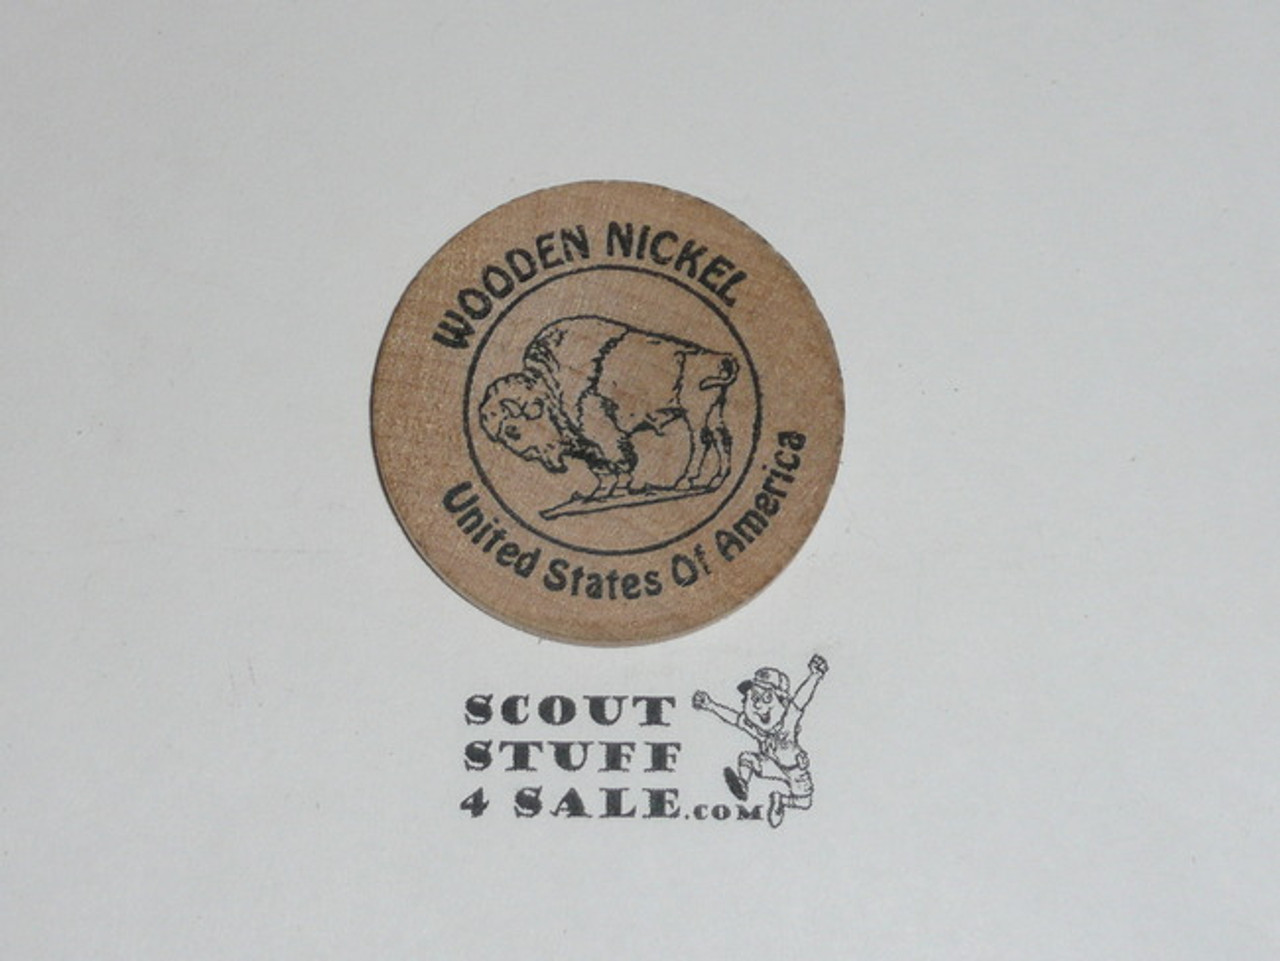 WOODEN NICKEL
United States Of America
SCOUT
STUFF
4 SALE.COM